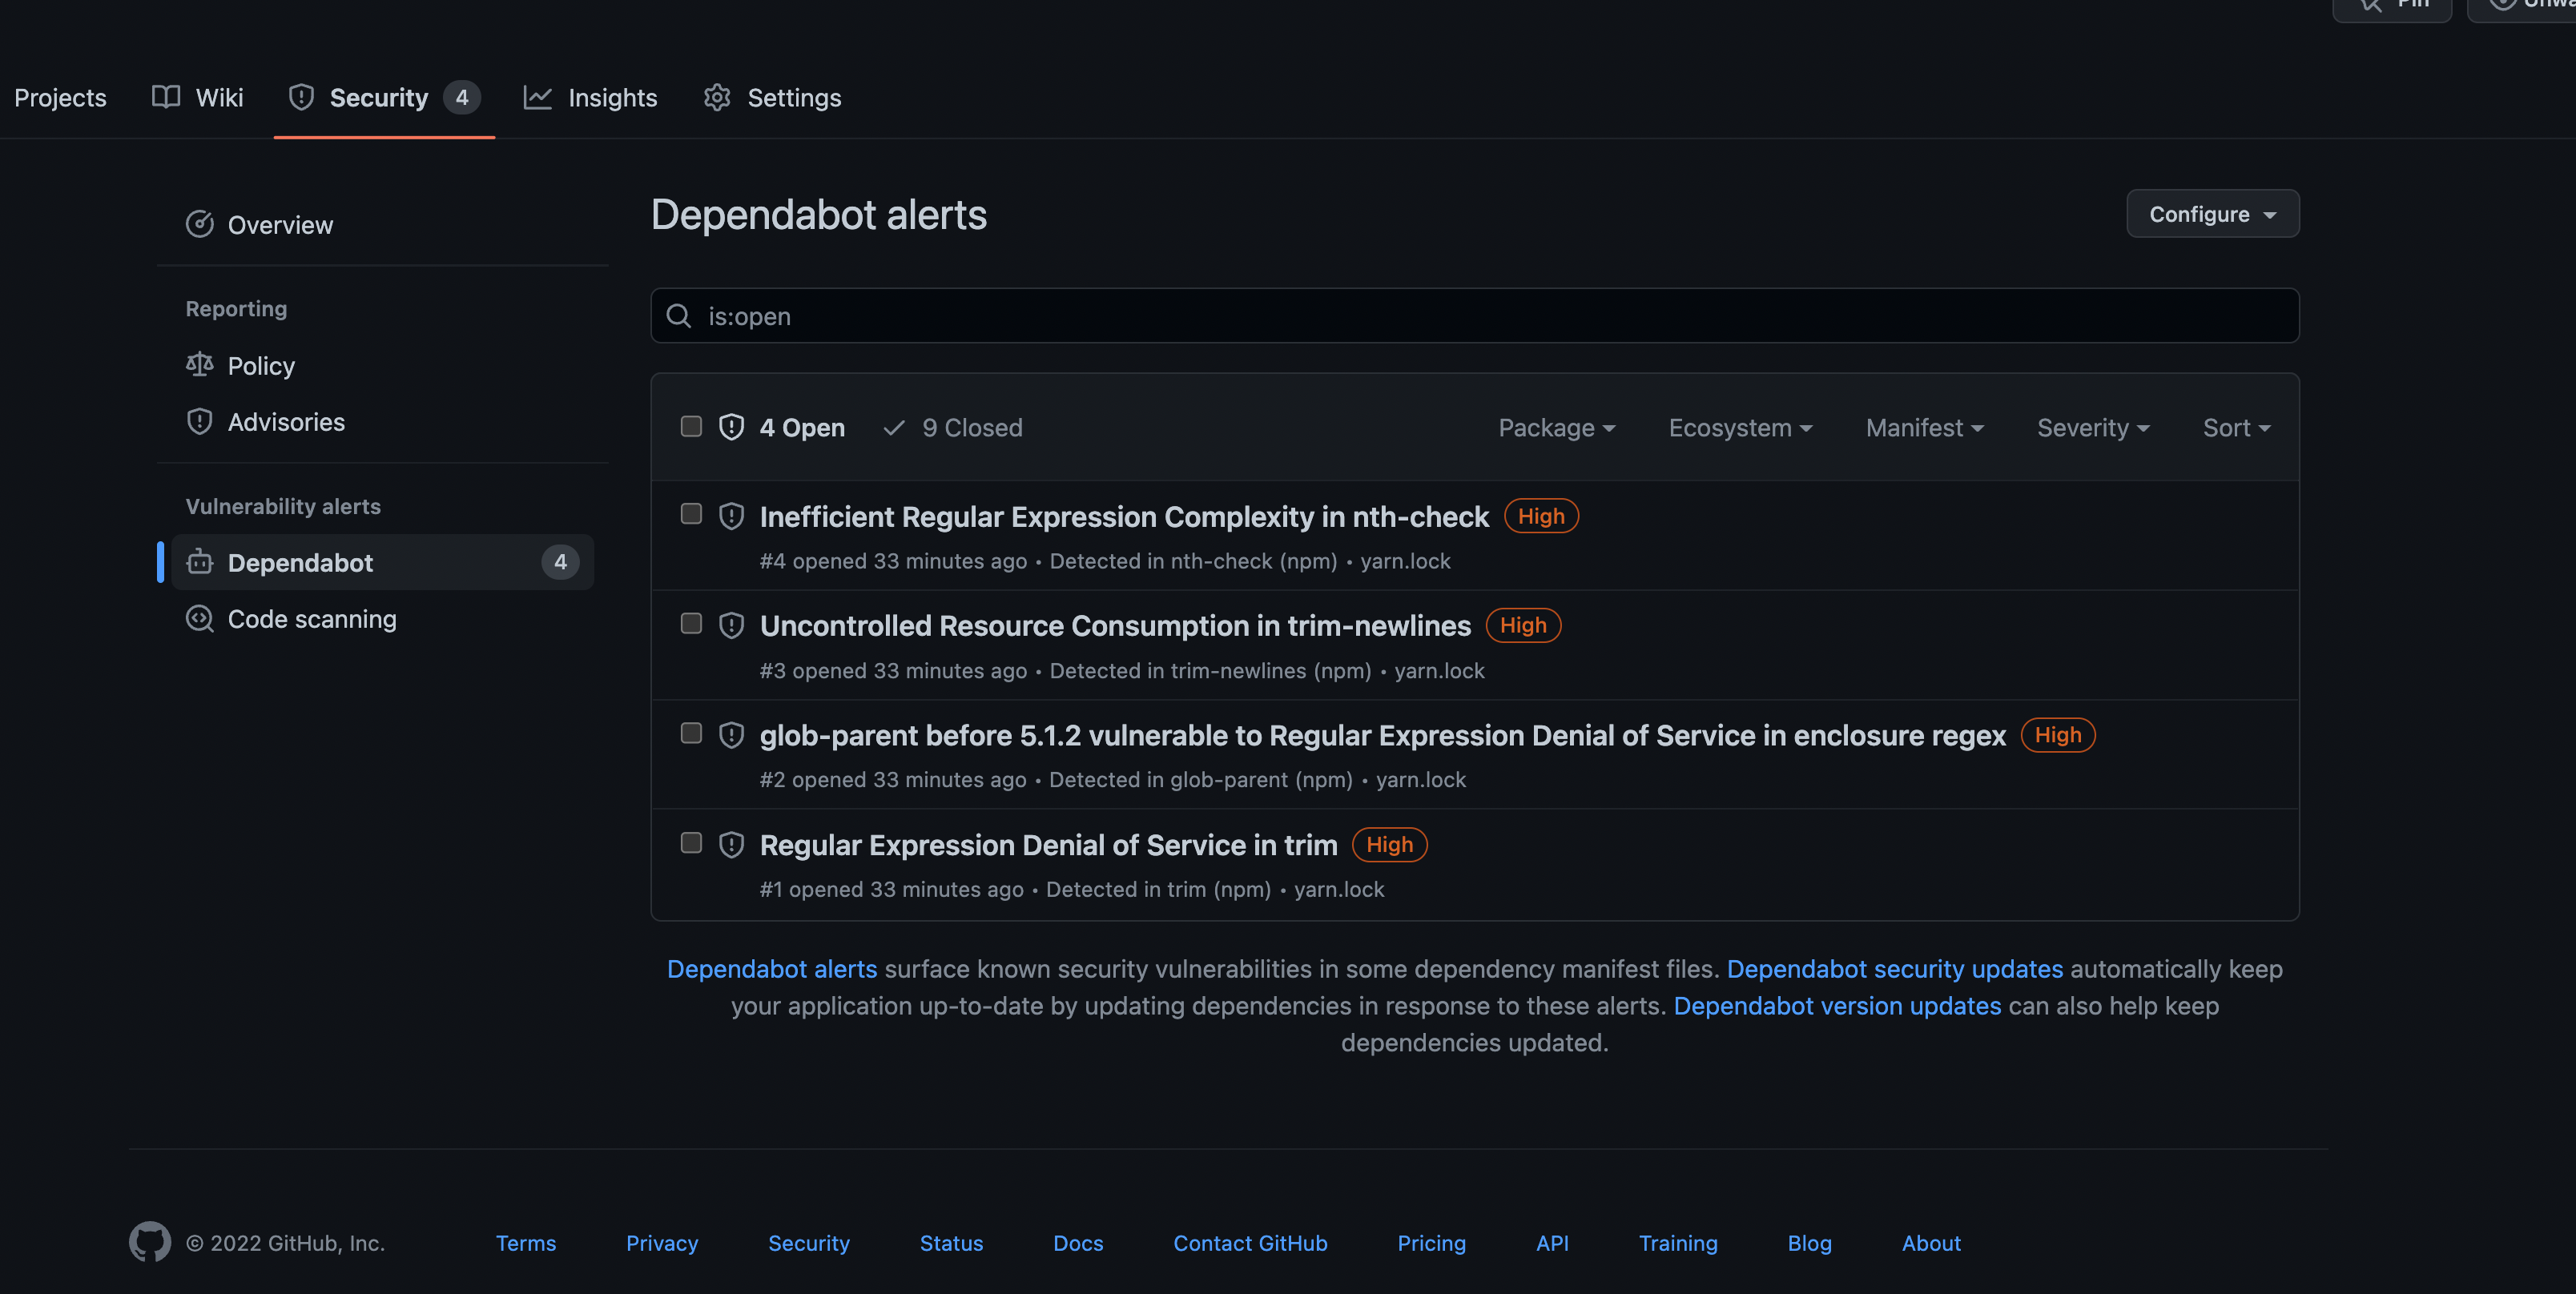 Pin
Projects Wiki Security 4 Insights Settings
Overview
Reporting
Policy
Advisories
Vulnerability alerts
Dependabot 4
Code scanning
Dependabot alerts
Configure
is:open
4 Open 9 Closed Package Ecosystem Manifest Severity Sort
Inefficient Regular Expression Complexity in nth-check High
#4 opened 33 minutes ago • Detected in nth-check (npm) • yarn.lock
Uncontrolled Resource Consumption in trim-newlines High
#3 opened 33 minutes ago • Detected in trim-newlines (npm) • yarn.lock
glob-parent before 5.1.2 vulnerable to Regular Expression Denial of Service in enclosure regex High
#2 opened 33 minutes ago • Detected in glob-parent (npm) • yarn.lock
Regular Expression Denial of Service in trim High
#1 opened 33 minutes ago • Detected in trim (npm) • yarn.lock
Dependabot alerts surface known security vulnerabilities in some dependency manifest files. Dependabot security updates automatically keep
your application up-to-date by updating dependencies in response to these alerts. Dependabot version updates can also help keep
dependencies updated.
© 2022 GitHub, Inc. Terms Privacy Security Status Docs Contact GitHub Pricing API Training Blog About